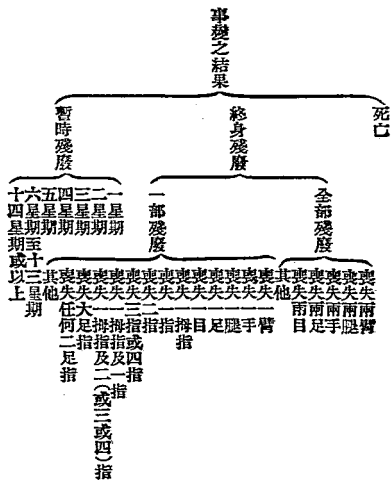 事變之結果
死亡
終身殘廢
全部殘廢
喪失兩臂
喪失兩腿
喪失兩手
喪失兩足
喪失兩目
其他
一部殘廢
喪失一臂
喪失一手
喪失一腿
喪失一足
喪失一目
喪失一拇指
喪失一指
喪失二指
喪失三指或四指
喪失一拇指及一指
喪失一拇指及二(或三或四)指
喪失大足指
喪失任何二足指
其他
暫時殘廢
一星期
二星期
三星期
四星期
五星期
六星期至十三星期
十四星期或以上